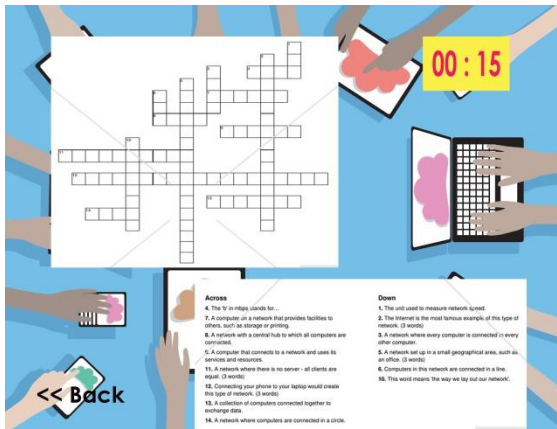 00 : 15
Across
4. The 'b' in mbps stands for...
7. A computer on a network that provides facilities to
others, such as storage or printing.
8. A network with a central hub to which all computers are
connected.
9. A computer that connects to a network and uses its
services and resources.
11. A network where there is no server - all clients are
equal. (3 words)
12. Connecting your phone to your laptop would create
this type of network. (3 words)
13. A collection of computers connected together to
exchange data.
14. A network where computers are connected in a circle.
Down
1. The unit used to measure network speed.
2. The Internet is the most famous example of this type of
network. (3 words)
3. A network where every computer is connected to every
other computer.
5. A network set up in a small geographical area, such as
an office. (3 words)
6. Computers in this network are connected in a line.
10. This word means 'the way we lay out our network'.
<< Back